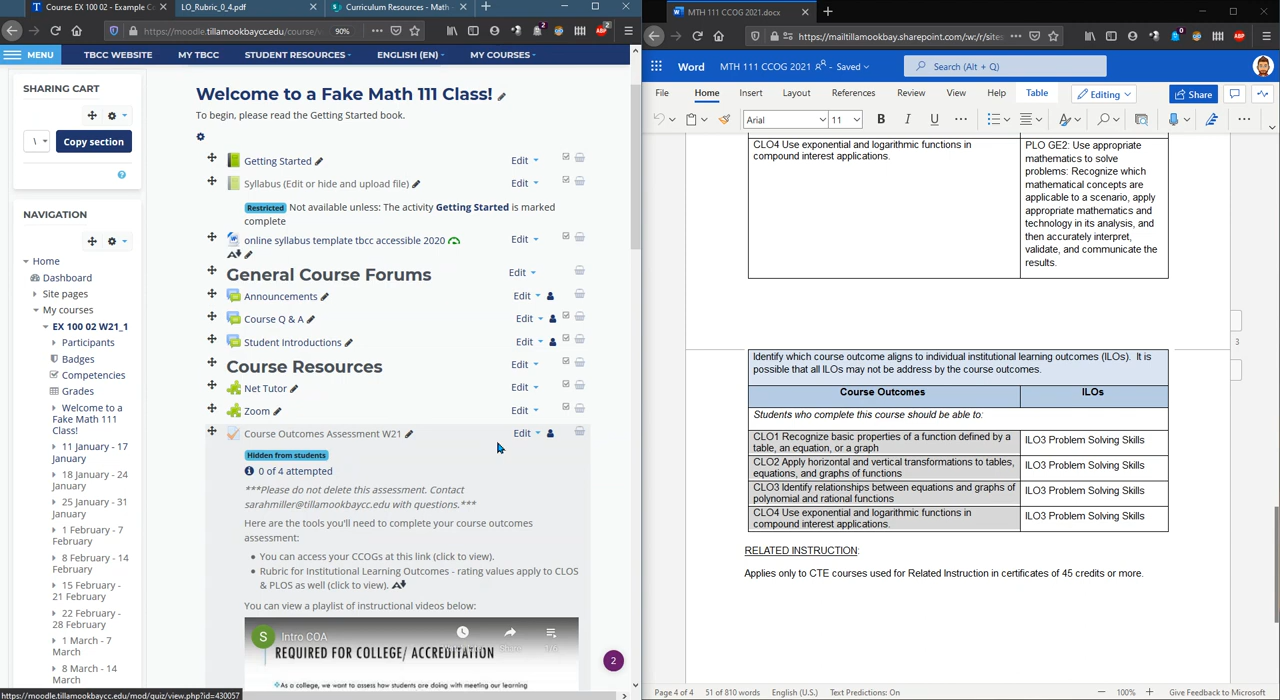 Course: EX 100 02 - Example C
LO_Rubric_0_4.pdf
Curriculum Resources - Math -
MTH 111 CCOG 2021.docx
https://moodle.tillamookbaycc.edu/course/
90%
2
ABP
2
https://mailtillamookbay.sharepoint.com/w/r/sites
0
ABP
MENU
TBCC WEBSITE
MY TBCC
STUDENT RESOURCES
ENGLISH (EN)
MY COURSES
Word
MTH 111 CCOG 2021
- Saved
Search (Alt + Q)
File
Home
Insert
Layout
References
Review
View
Help
Table
Editing
Share
Arial
11
B
I
U
SHARING CART
Copy section
NAVIGATION
Home
Dashboard
Site pages
My courses
EX 100 02 W21_1
Participants
Badges
Competencies
Grades
Welcome to a
Fake Math 111
Class!
11 January - 17
January
18 January - 24
January
25 January - 31
January
1 February - 7
February
8 February - 14
February
15 February -
21 February
22 February -
28 February
1 March - 7
March
8 March - 14
March
Welcome to a Fake Math 111 Class!
To begin, please read the Getting Started book.
Getting Started
Edit
Syllabus (Edit or hide and upload file)
Edit
Restricted Not available unless: The activity Getting Started is marked
complete
online syllabus template tbcc accessible 2020
Edit
General Course Forums
Edit
Announcements
Edit
Course Q & A
Edit
Student Introductions
Edit
Course Resources
Edit
Net Tutor
Edit
Zoom
Edit
Course Outcomes Assessment W21
Edit
Hidden from students
0 of 4 attempted
***Please do not delete this assessment. Contact
sarahmiller@tillamookbaycc.edu with questions.***
Here are the tools you'll need to complete your course outcomes
assessment:
• You can access your CCOGs at this link (click to view).
• Rubric for Institutional Learning Outcomes - rating values apply to CLOS
& PLOS as well (click to view).
You can view a playlist of instructional videos below:
S
Intro COA
REQUIRED FOR COLLEGE/ ACCREDITATION
As a college, we want to assess how students are doing with meeting our learning
2
https://moodle.tillamookbaycc.edu/mod/quiz/view.php?id=430057
CLO4 Use exponential and logarithmic functions in
compound interest applications.
PLO GE2: Use appropriate
mathematics to solve
problems: Recognize which
mathematical concepts are
applicable to a scenario, apply
appropriate mathematics and
technology in its analysis, and
then accurately interpret,
validate, and communicate the
results.
3
Identify which course outcome aligns to individual institutional learning outcomes (ILOs). It is
possible that all ILOs may not be address by the course outcomes.
Course Outcomes
ILOs
Students who complete this course should be able to:
CLO1 Recognize basic properties of a function defined by a
table, an equation, or a graph
ILO3 Problem Solving Skills
CLO2 Apply horizontal and vertical transformations to tables,
equations, and graphs of functions
ILO3 Problem Solving Skills
CLO3 Identify relationships between equations and graphs of
polynomial and rational functions
ILO3 Problem Solving Skills
CLO4 Use exponential and logarithmic functions in
compound interest applications.
ILO3 Problem Solving Skills
RELATED INSTRUCTION:
Applies only to CTE courses used for Related Instruction in certificates of 45 credits or more.
Page 4 of 4
51 of 810 words
English (U.S.)
Text Predictions: On
100%
Give Feedback to Microsoft